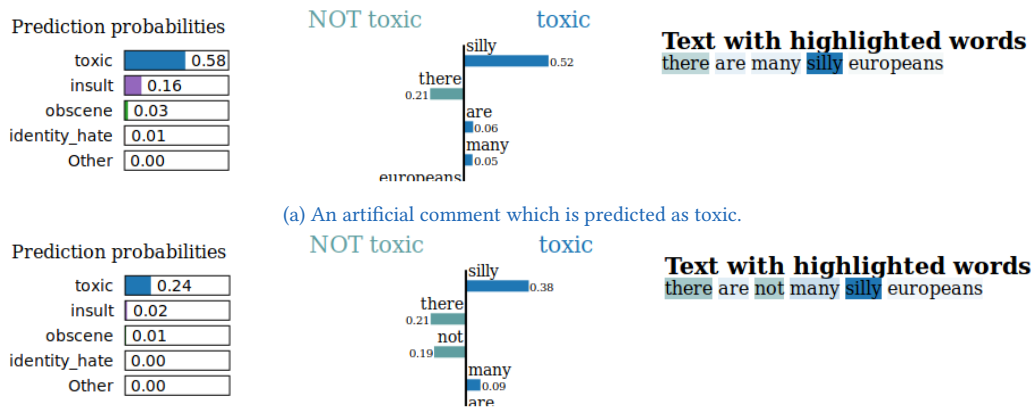 Prediction probabilities
toxic 0.58
insult 0.16
obscene 0.03
identity_hate 0.01
Other 0.00
NOT toxic toxic
silly
0.52
there
0.21
are
0.06
many
0.05
europeans
Text with highlighted words
there are many silly europeans
(a) An artificial comment which is predicted as toxic.
Prediction probabilities
toxic 0.24
insult 0.02
obscene 0.01
identity_hate 0.00
Other 0.00
NOT toxic toxic
silly
0.38
there
0.21
not
0.19
many
0.09
are
Text with highlighted words
there are not many silly europeans